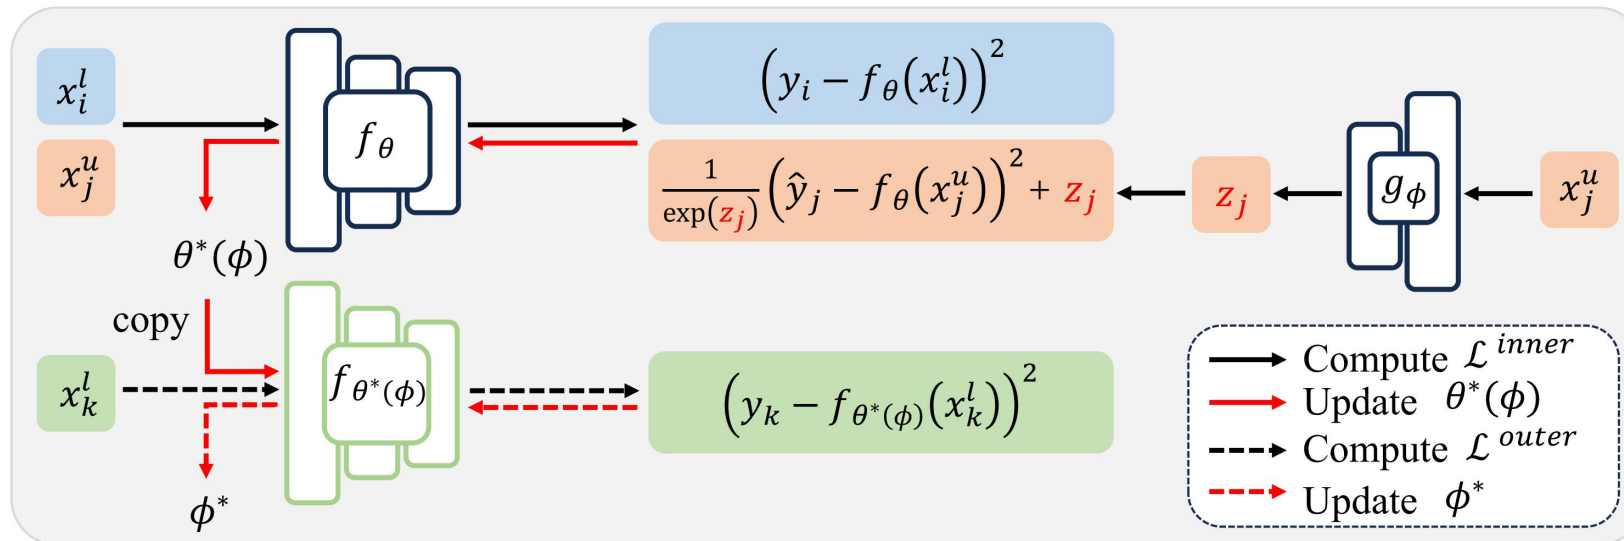 x_i^l
x_j^u
f_θ
(y_i − f_θ(x_i^l))^2
1/exp(z_j) (ŷ_j − f_θ(x_j^u))^2 + z_j
z_j
g_ϕ
x_j^u
θ*(ϕ)
copy
x_k^l
f_θ*(ϕ)
(y_k − f_θ*(ϕ)(x_k^l))^2
ϕ*
Compute ℒ^inner
Update θ*(ϕ)
Compute ℒ^outer
Update ϕ*